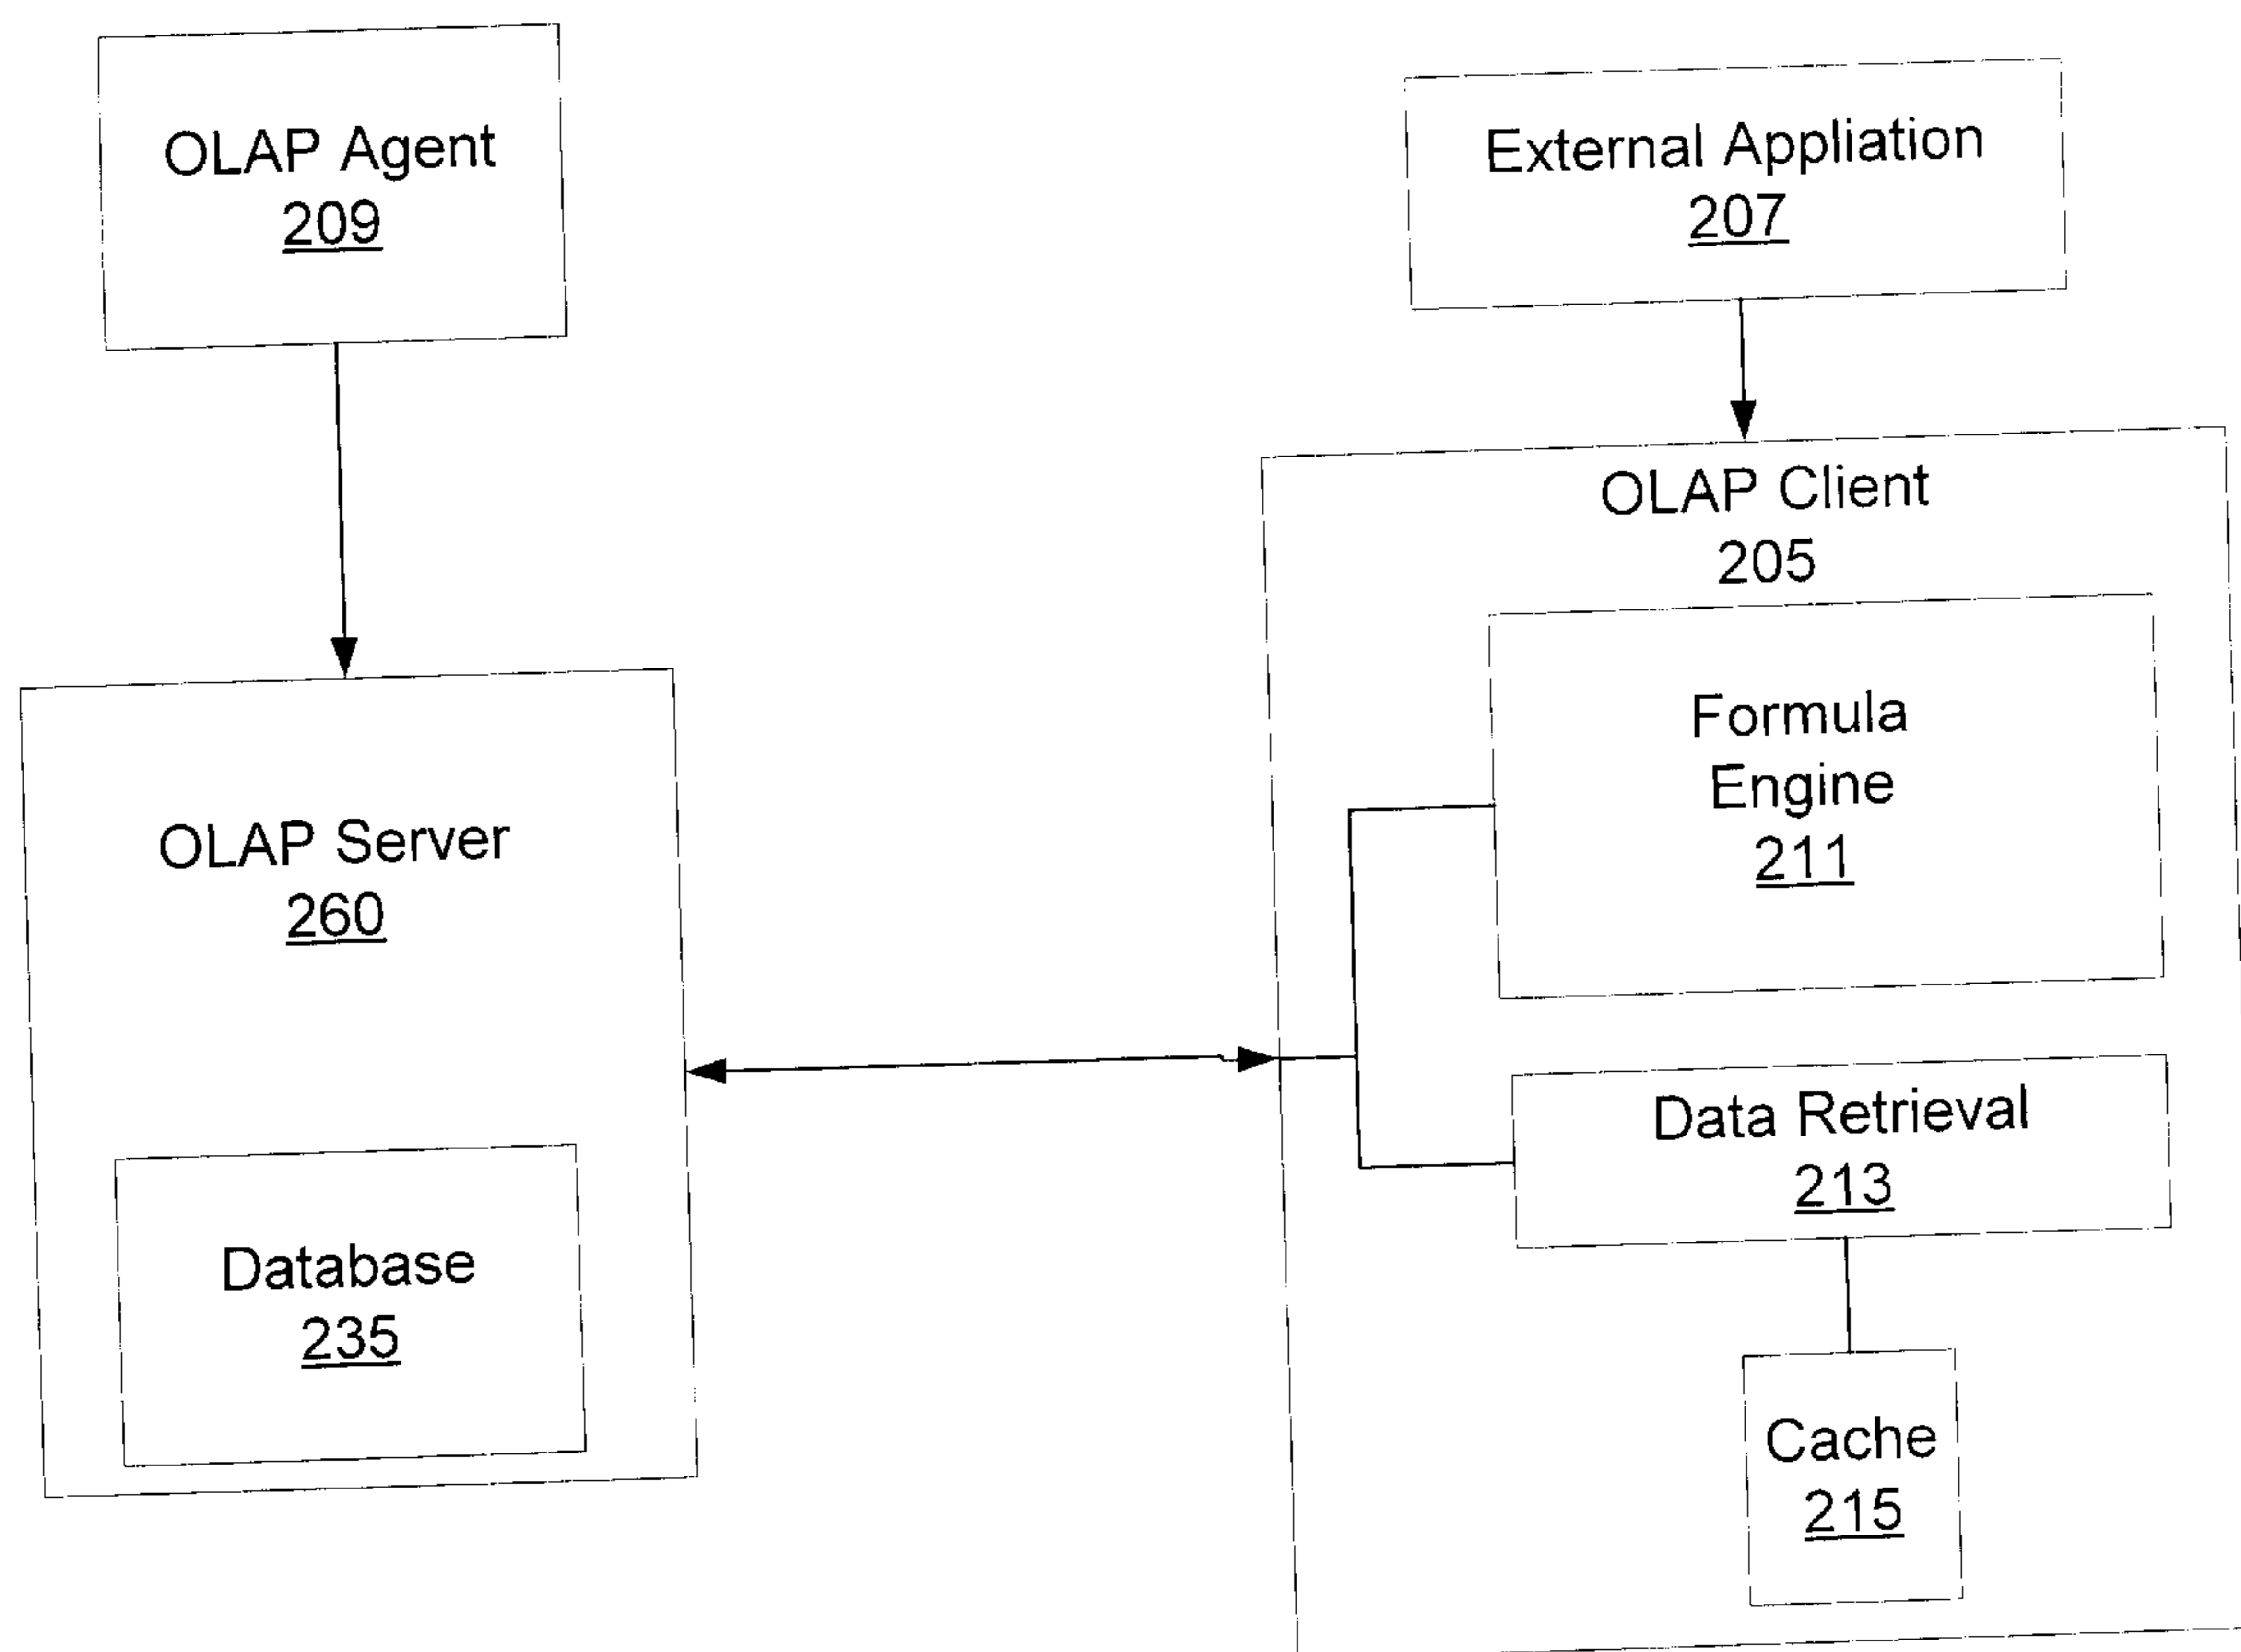 OLAP Agent
209
External Appliation
207
OLAP Client
205
Formula
Engine
211
OLAP Server
260
Data Retrieval
213
Database
235
Cache
215